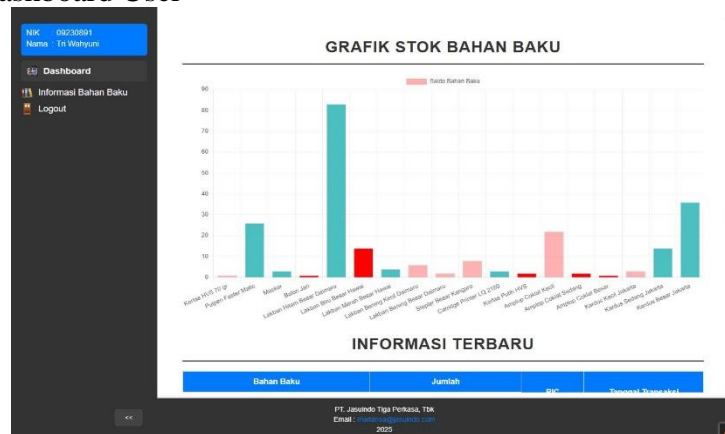 Dashboard User
NIK : 09230891
Nama : Tri Wahyuni
Dashboard
Informasi Bahan Baku
Logout
<<
GRAFIK STOK BAHAN BAKU
Saldo Bahan Baku
90
80
70
60
50
40
30
20
10
0
Kertas HVS 70 gr
Pulpen Faster Matic
Masker
Balon Jari
Lakban Hitam Besar Daimaru
Lakban Biru Besar Hawai
Lakban Merah Besar Hawai
Lakban Bening Kecil Daimaru
Lakban Bening Besar Daimaru
Stepler Besar Kangaro
Catridge Printer LQ 2180
Kertas Putih HVS
Amplop Coklat Kecil
Amplop Coklat Sedang
Amplop Coklat Besar
Kardus Kecil Jakarta
Kardus Sedang Jakarta
Kardus Besar Jakarta
INFORMASI TERBARU
Bahan Baku
Jumlah
PIC
Tanggal Transaksi
PT. Jasuindo Tiga Perkasa, Tbk
Email :
2025